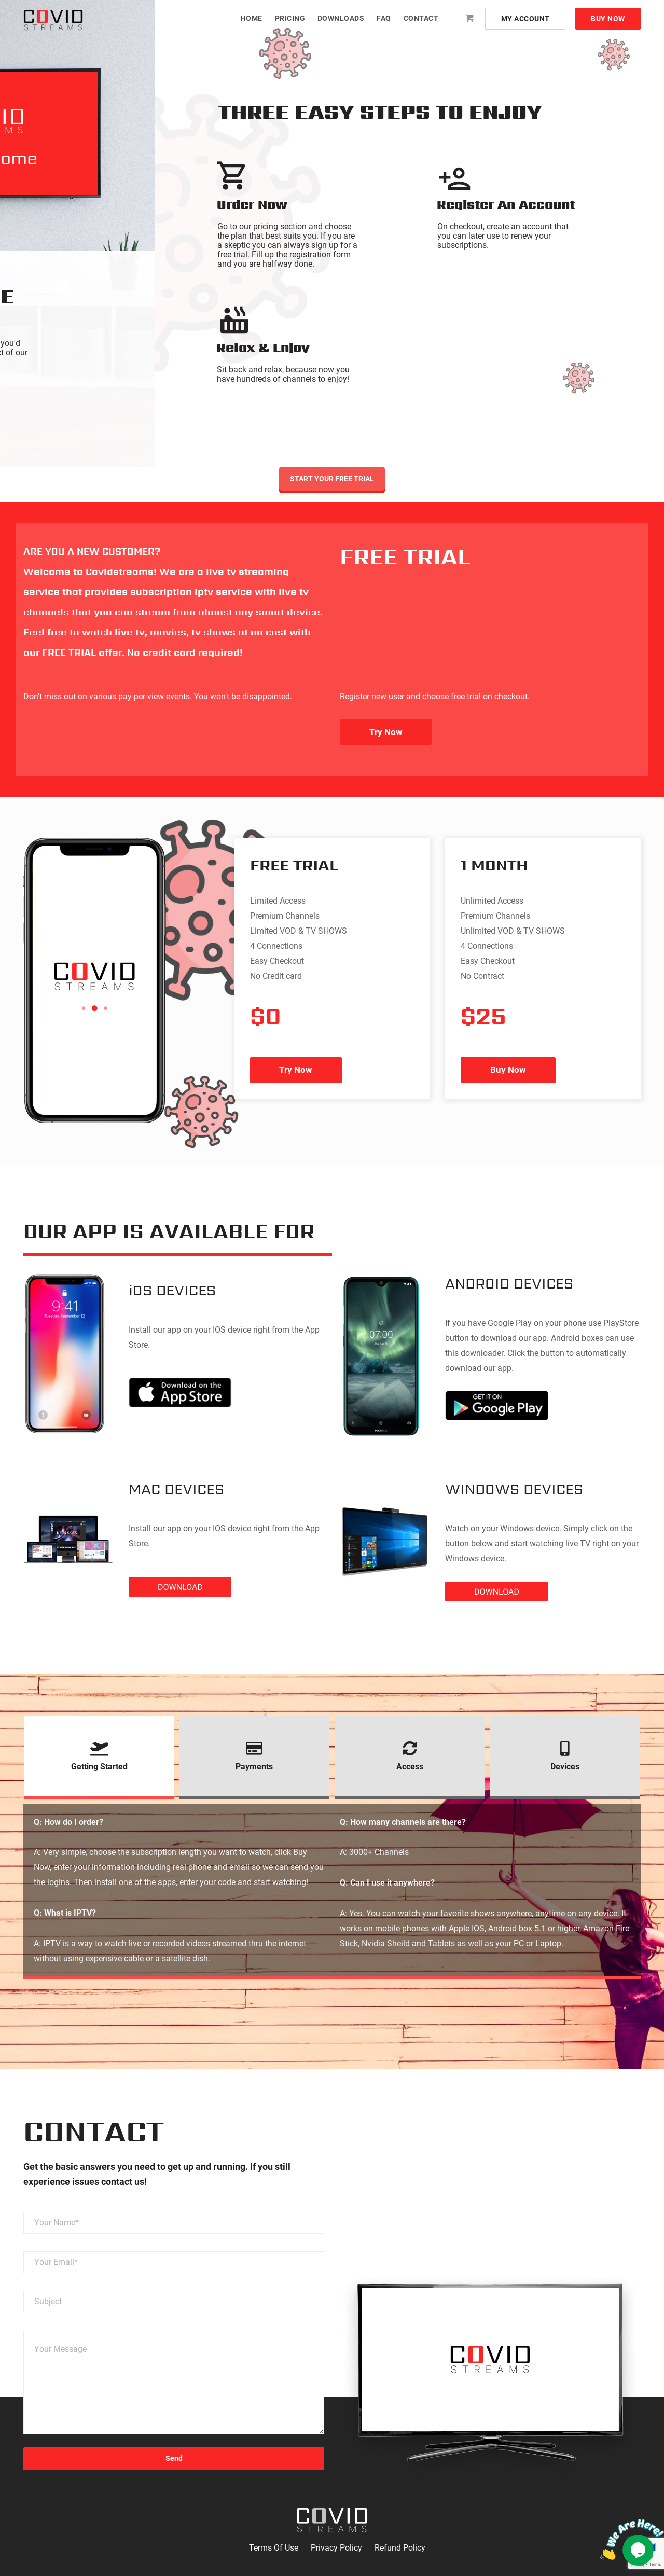 COVID
STREAMS
HOME PRICING DOWNLOADS FAQ CONTACT
MY ACCOUNT
BUY NOW
ome
E
you'd
t of our
THREE EASY STEPS TO ENJOY
Order Now
Go to our pricing section and choose
the plan that best suits you. If you are
a skeptic you can always sign up for a
free trial. Fill up the registration form
and you are halfway done.
Register An Account
On checkout, create an account that
you can later use to renew your
subscriptions.
Relax & Enjoy
Sit back and relax, because now you
have hundreds of channels to enjoy!
START YOUR FREE TRIAL
ARE YOU A NEW CUSTOMER?
Welcome to Covidstreams! We are a live tv streaming
service that provides subscription iptv service with live tv
channels that you can stream from almost any smart device.
Feel free to watch live tv, movies, tv shows at no cost with
our FREE TRIAL offer. No credit card required!
FREE TRIAL
Don't miss out on various pay-per-view events. You won't be disappointed.
Register new user and choose free trial on checkout.
Try Now
COVID
STREAMS
FREE TRIAL
Limited Access
Premium Channels
Limited VOD & TV SHOWS
4 Connections
Easy Checkout
No Credit card
$0
Try Now
1 MONTH
Unlimited Access
Premium Channels
Unlimited VOD & TV SHOWS
4 Connections
Easy Checkout
No Contract
$25
Buy Now
OUR APP IS AVAILABLE FOR
9:41
iOS DEVICES
Install our app on your IOS device right from the App
Store.
Download on the
App Store
07:00
ANDROID DEVICES
If you have Google Play on your phone use PlayStore
button to download our app. Android boxes can use
this downloader. Click the button to automatically
download our app.
GET IT ON
Google Play
MAC DEVICES
Install our app on your IOS device right from the App
Store.
DOWNLOAD
WINDOWS DEVICES
Watch on your Windows device. Simply click on the
button below and start watching live TV right on your
Windows device.
DOWNLOAD
Getting Started
Payments
Access
Devices
Q: How do I order?
A: Very simple, choose the subscription length you want to watch, click Buy
Now, enter your information including real phone and email so we can send you
the logins. Then install one of the apps, enter your code and start watching!
Q: What is IPTV?
A: IPTV is a way to watch live or recorded videos streamed thru the internet
without using expensive cable or a satellite dish.
Q: How many channels are there?
A: 3000+ Channels
Q: Can I use it anywhere?
A: Yes. You can watch your favorite shows anywhere, anytime on any device. It
works on mobile phones with Apple IOS, Android box 5.1 or higher, Amazon Fire
Stick, Nvidia Sheild and Tablets as well as your PC or Laptop.
CONTACT
Get the basic answers you need to get up and running. If you still
experience issues contact us!
Your Name*
Your Email*
Subject
Your Message
Send
COVID
STREAMS
COVID
STREAMS
Terms Of Use Privacy Policy Refund Policy
We Are Here!